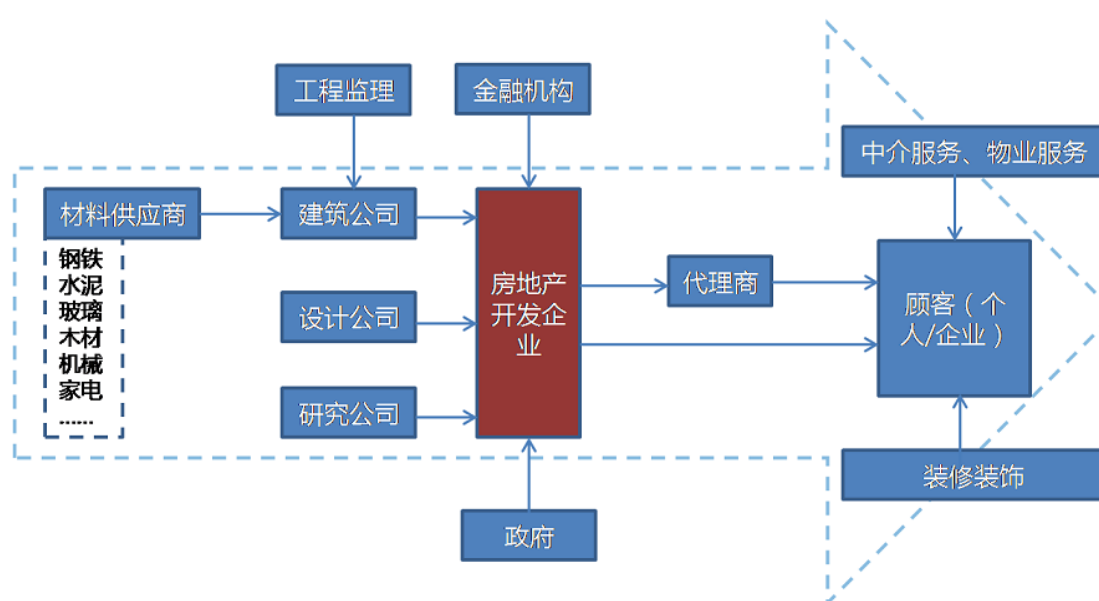 工程监理
金融机构
中介服务、物业服务
材料供应商
建筑公司
钢铁
水泥
玻璃
木材
机械
家电
......
设计公司
研究公司
房地产
开发企
业
代理商
顾客（个
人/企业）
装修装饰
政府